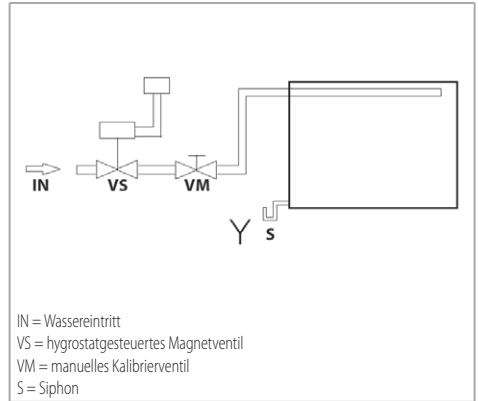 IN
VS
VM
S
IN = Wassereintritt
VS = hygrostatgesteuertes Magnetventil
VM = manuelles Kalibrierventil
S = Siphon